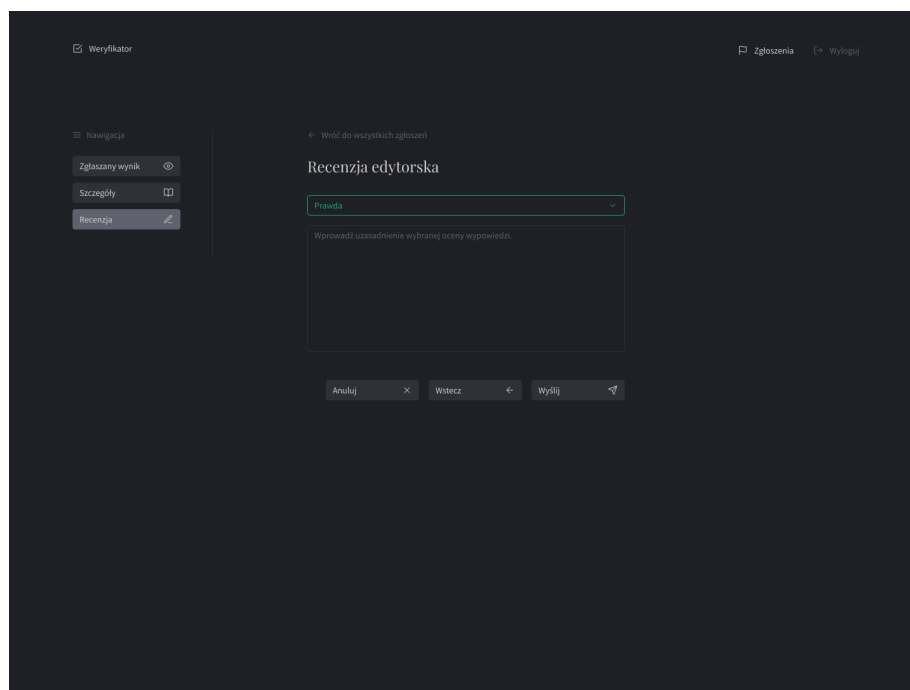 Weryfikator
Zgłoszenia
Wyloguj
Nawigacja
Zgłaszany wynik
Szczegóły
Recenzja
Wróć do wszystkich zgłoszeń
Recenzja edytorska
Prawda
Wprowadź uzasadnienie wybranej oceny wypowiedzi.
Anuluj
Wstecz
Wyślij